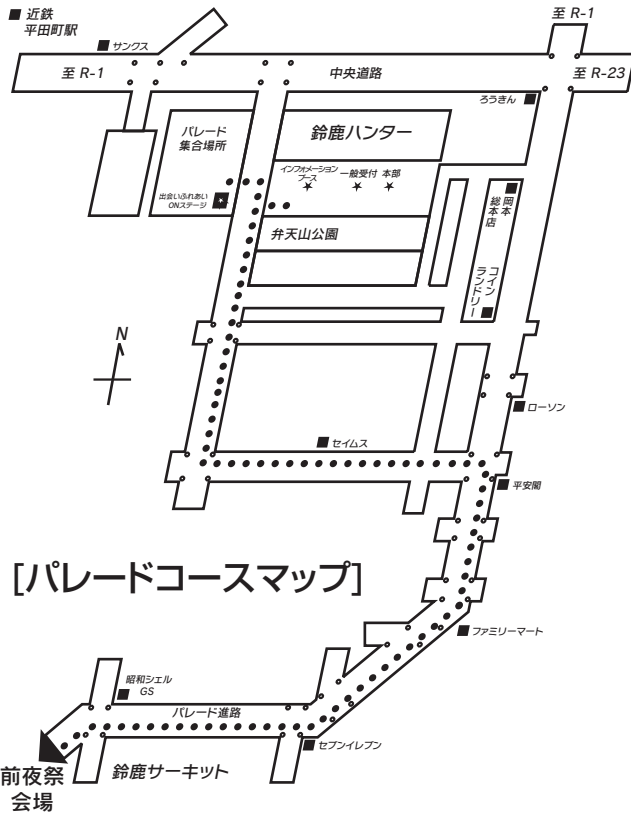 近鉄
平田町駅
サンクス
至 R-1
至 R-1
中央道路
至 R-23
ろうきん
パレード
集合場所
鈴鹿ハンター
インフォメーション
ブース
一般受付
本部
出会いふれあい
ONステージ
岡本
総本店
弁天山公園
コイン
ランドリー
N
ローソン
セイムス
平安閣
[パレードコースマップ]
ファミリーマート
昭和シェル
GS
パレード進路
セブンイレブン
前夜祭
会場
鈴鹿サーキット